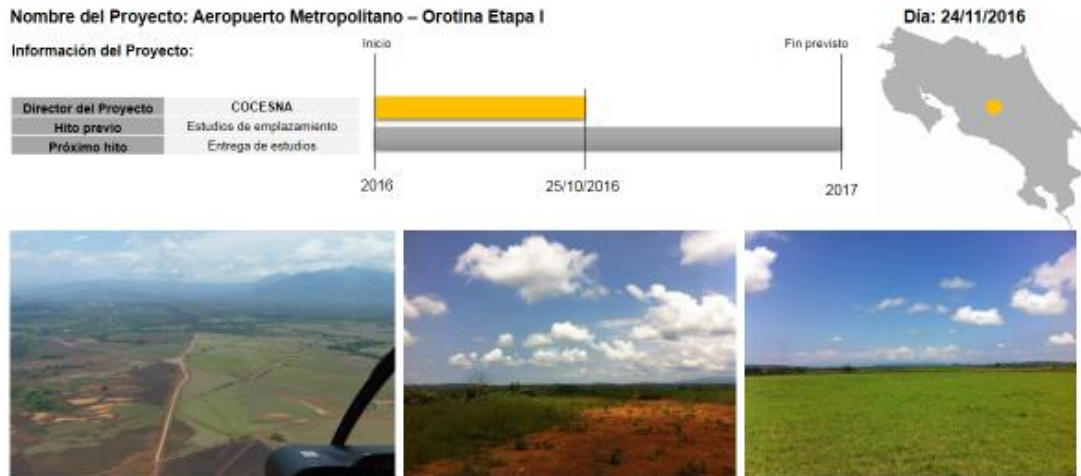 Nombre del Proyecto: Aeropuerto Metropolitano – Orotina Etapa I
Día: 24/11/2016
Información del Proyecto:
Inicio
Fin previsto
Director del Proyecto COCESNA
Hito previo Estudios de emplazamiento
Próximo hito Entrega de estudios
2016
25/10/2016
2017